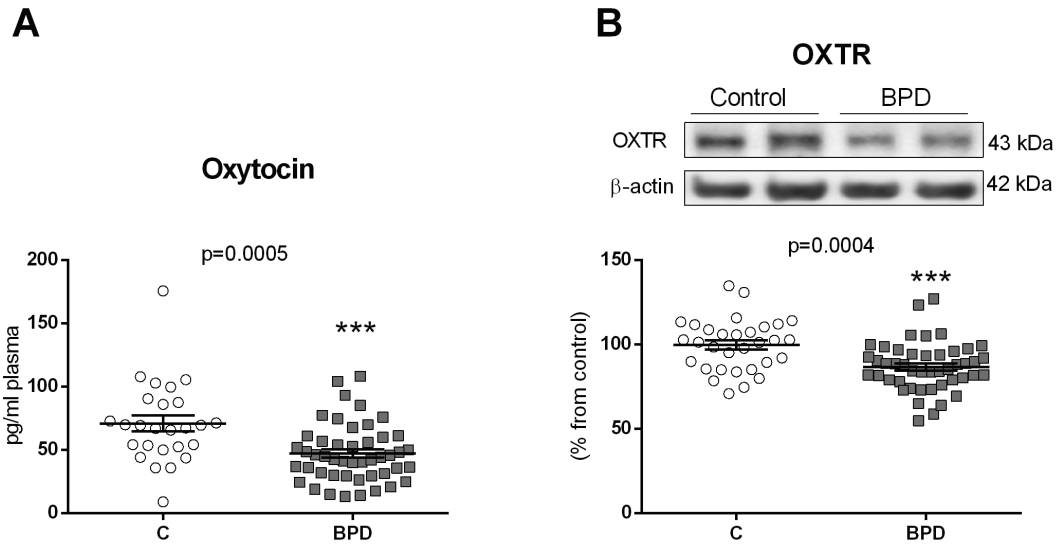 A
Oxytocin
p=0.0005
200
150
100
50
0
pg/ml plasma
***
C
BPD
B
OXTR
Control
BPD
OXTR
43 kDa
β-actin
42 kDa
p=0.0004
150
100
50
0
(% from control)
***
C
BPD